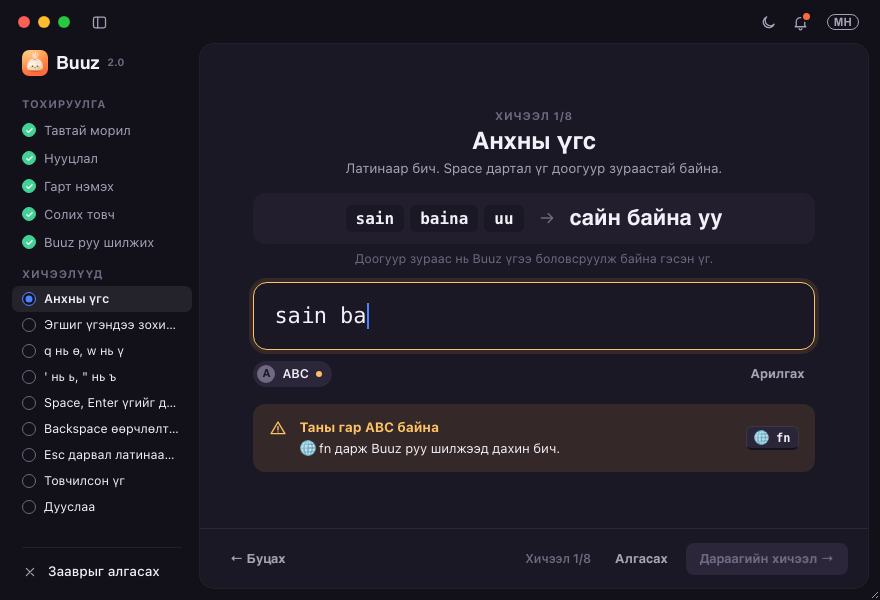 MH
Buuz 2.0
ТОХИРУУЛГА
Тавтай морил
Нууцлал
Гарт нэмэх
Солих товч
Buuz руу шилжих
ХИЧЭЭЛҮҮД
Анхны үгс
Эгшиг үгэндээ зохи...
q нь ө, w нь ү
' нь ь, " нь ъ
Space, Enter үгийг д...
Backspace өөрчлөлт...
Esc дарвал латинаа...
Товчилсон үг
Дууслаа
Зааврыг алгасах
ХИЧЭЭЛ 1/8
Анхны үгс
Латинаар бич. Space дартал үг доогуур зураастай байна.
sain baina uu → сайн байна уу
Доогуур зураас нь Buuz үгээ боловсруулж байна гэсэн үг.
sain ba
A ABC
Арилгах
Таны гар ABC байна
fn дарж Buuz руу шилжээд дахин бич.
fn
← Буцах
Хичээл 1/8
Алгасах
Дараагийн хичээл →